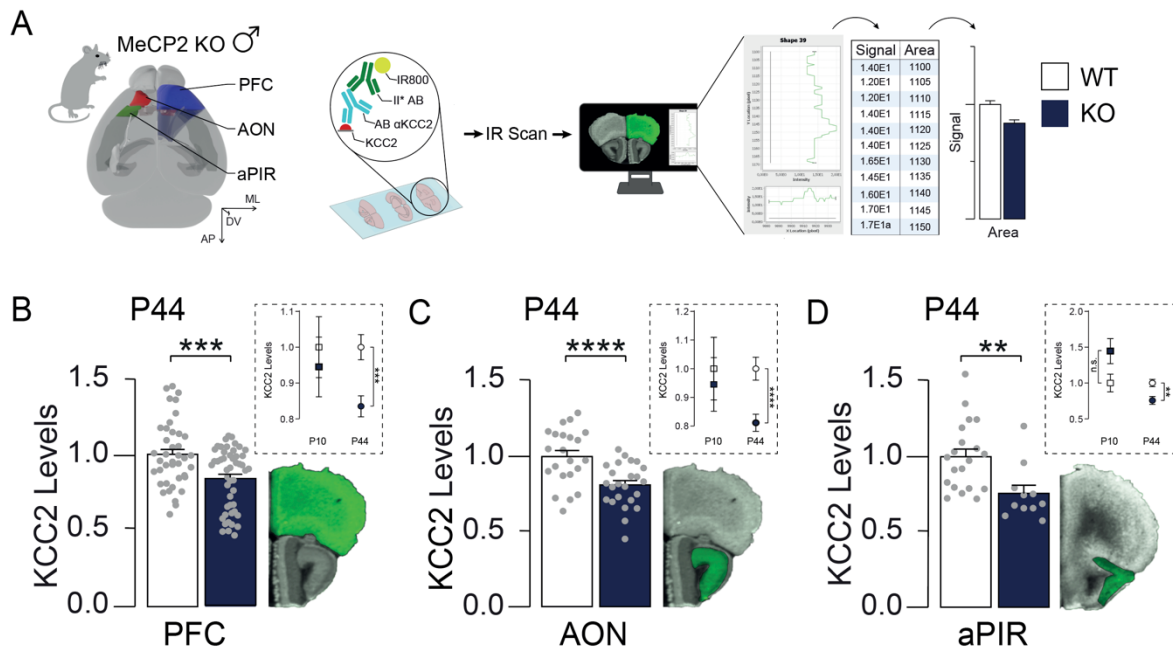 A
MeCP2 KO ♂
PFC
AON
aPIR
ML
DV
AP
IR800
II* AB
AB αKCC2
KCC2
IR Scan
Shape 39
Intensity
X Location (pixel)
Signal Area
1.40E1 1100
1.20E1 1105
1.20E1 1110
1.40E1 1115
1.40E1 1120
1.40E1 1125
1.65E1 1130
1.45E1 1135
1.60E1 1140
1.70E1 1145
1.7E1a 1150
Signal
Area
WT
KO
B
P44
***
KCC2 Levels
1.5
1.0
0.5
0.0
PFC
KCC2 Levels
1.1
1.0
0.9
0.8
***
P10 P44
C
P44
****
KCC2 Levels
1.5
1.0
0.5
0.0
AON
KCC2 Levels
1.2
1.1
1.0
0.9
0.8
0.7
****
P10 P44
D
P44
**
KCC2 Levels
1.5
1.0
0.5
0.0
aPIR
KCC2 Levels
2.0
1.5
1.0
0.5
n.s.
**
P10 P44